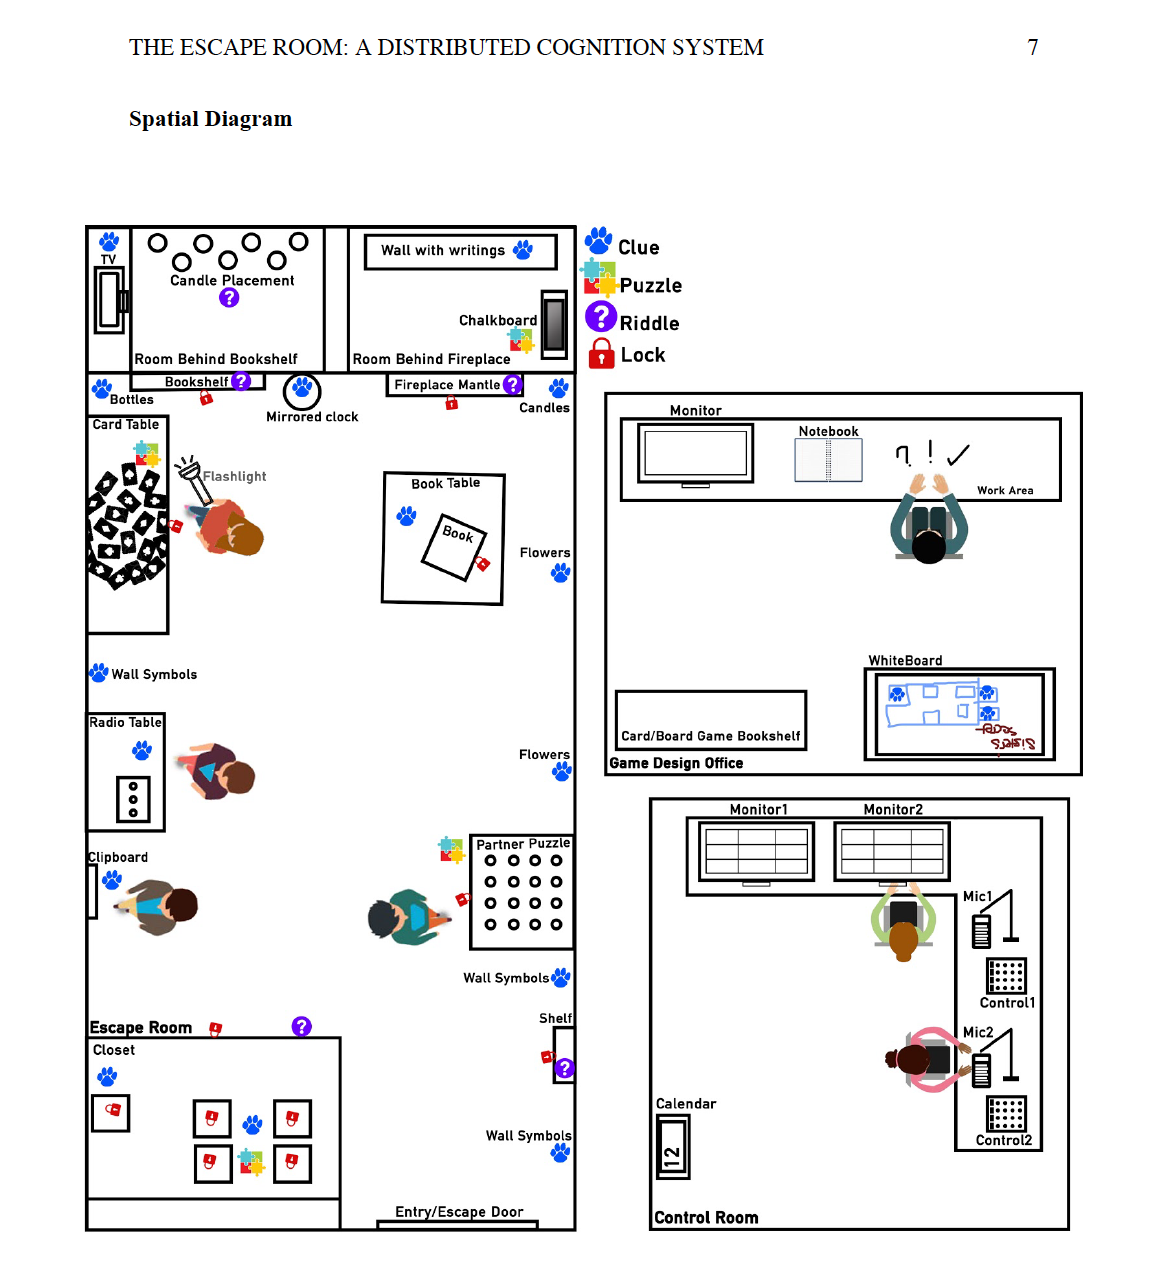 THE ESCAPE ROOM: A DISTRIBUTED COGNITION SYSTEM 7
Spatial Diagram
TV
Candle Placement
Room Behind Bookshelf
Wall with writings
Chalkboard
Room Behind Fireplace
Clue
Puzzle
Riddle
Lock
Bottles
Bookshelf
Mirrored clock
Fireplace Mantle
Candles
Card Table
Flashlight
Book Table
Book
Flowers
Wall Symbols
Radio Table
Flowers
Clipboard
Partner Puzzle
Wall Symbols
Shelf
Escape Room
Closet
Wall Symbols
Entry/Escape Door
Monitor
Notebook
? ! ✓
Work Area
WhiteBoard
Card/Board Game Bookshelf
Game Design Office
Monitor1
Monitor2
Mic1
Control1
Mic2
Control2
Calendar
12
Control Room